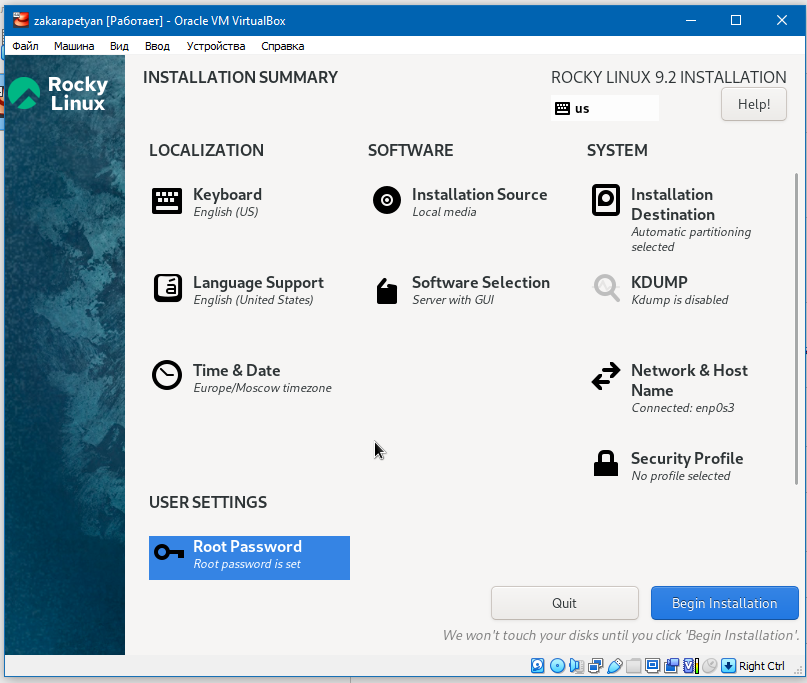 zakarapetyan [Работает] - Oracle VM VirtualBox
Файл Машина Вид Ввод Устройства Справка
Rocky
Linux
INSTALLATION SUMMARY
ROCKY LINUX 9.2 INSTALLATION
us
Help!
LOCALIZATION
Keyboard
English (US)
Language Support
English (United States)
Time & Date
Europe/Moscow timezone
SOFTWARE
Installation Source
Local media
Software Selection
Server with GUI
SYSTEM
Installation
Destination
Automatic partitioning
selected
KDUMP
Kdump is disabled
Network & Host
Name
Connected: enp0s3
Security Profile
No profile selected
USER SETTINGS
Root Password
Root password is set
Quit
Begin Installation
We won't touch your disks until you click 'Begin Installation'.
Right Ctrl